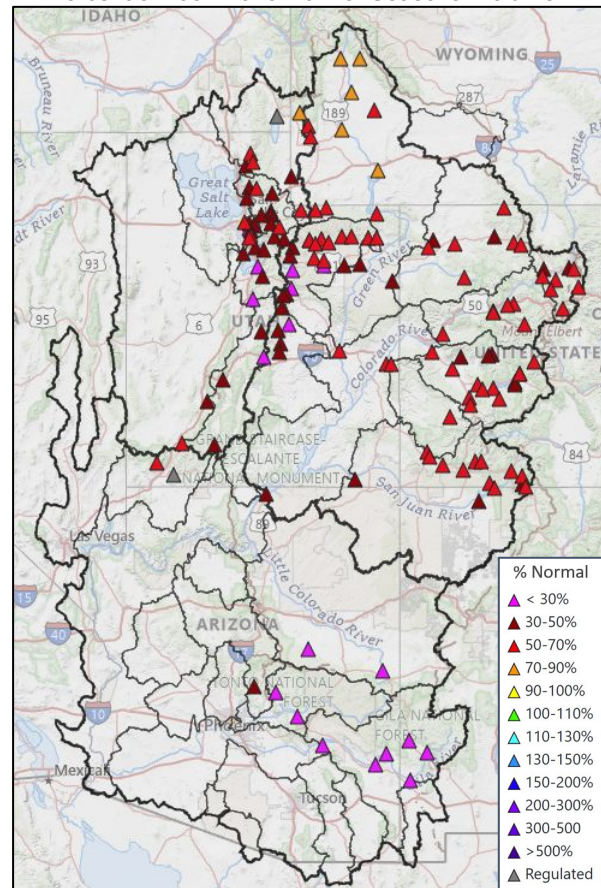 IDAHO
WYOMING
Bruneau River
25
189
287
80
Laramie River
Great
Salt
Lake
93
Green River
50
95
6
UTAH
Colorado River
Mount Elbert
UNITED STATE
GRAND STAIRCASE-
ESCALANTE
NATIONAL MONUMENT
84
San Juan River
89
Las Vegas
Little Colorado River
15
40
ARIZONA
TONTO NATIONAL
FOREST
GILA NATIONAL
FOREST
10
Phoenix
Gila River
Mexicali
Tucson
% Normal
< 30%
30-50%
50-70%
70-90%
90-100%
100-110%
110-130%
130-150%
150-200%
200-300%
300-500
>500%
Regulated